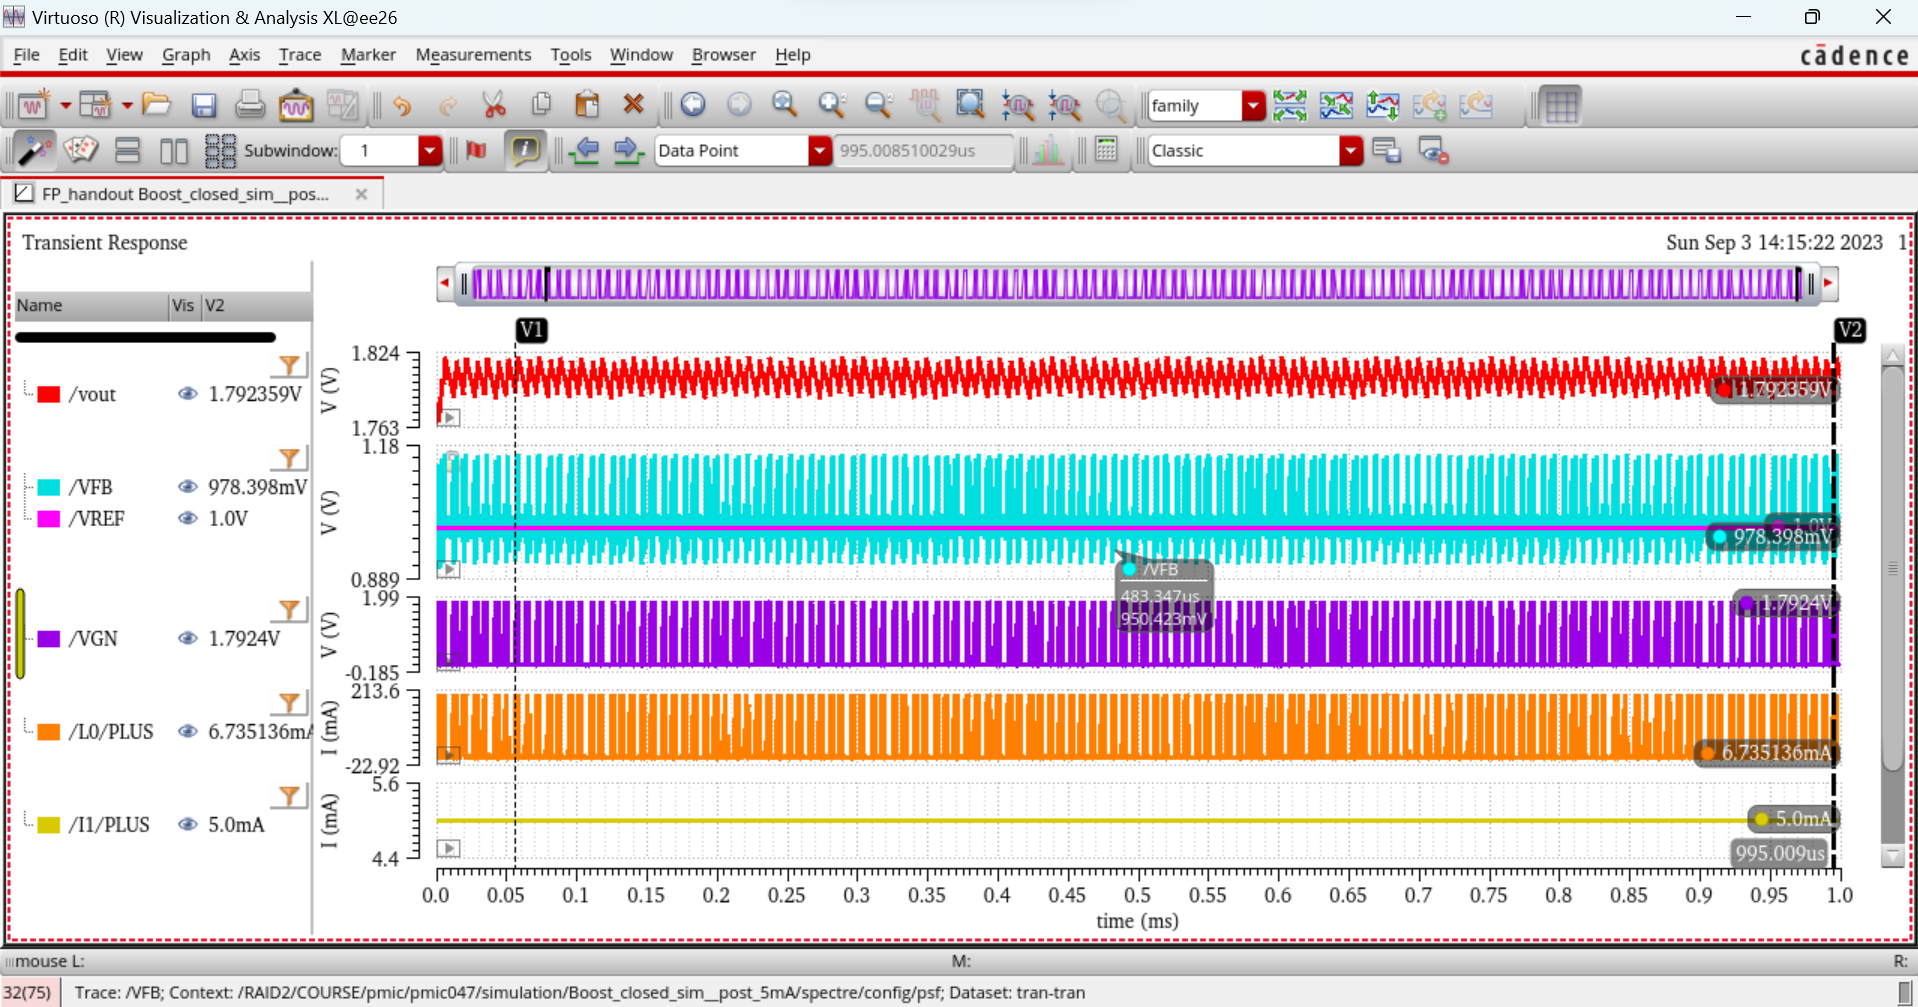 Virtuoso (R) Visualization & Analysis XL@ee26
File Edit View Graph Axis Trace Marker Measurements Tools Window Browser Help
cādence
family
Subwindow: 1
Data Point
995.008510029us
Classic
FP_handout Boost_closed_sim__pos...
Transient Response
Sun Sep 3 14:15:22 2023 1
Name Vis V2
V1
V2
/vout 1.792359V
/VFB 978.398mV
/VREF 1.0V
/VGN 1.7924V
/L0/PLUS 6.735136mA
/I1/PLUS 5.0mA
V (V)
1.824
1.763
1.792359V
V (V)
1.18
0.889
1.0V
978.398mV
/VFB
483.347us
950.423mV
V (V)
1.99
-0.185
1.7924V
I (mA)
213.6
-22.92
6.735136mA
I (mA)
5.6
4.4
5.0mA
995.009us
0.0 0.05 0.1 0.15 0.2 0.25 0.3 0.35 0.4 0.45 0.5 0.55 0.6 0.65 0.7 0.75 0.8 0.85 0.9 0.95 1.0
time (ms)
mouse L: M: R:
32(75) Trace: /VFB; Context: /RAID2/COURSE/pmic/pmic047/simulation/Boost_closed_sim__post_5mA/spectre/config/psf; Dataset: tran-tran